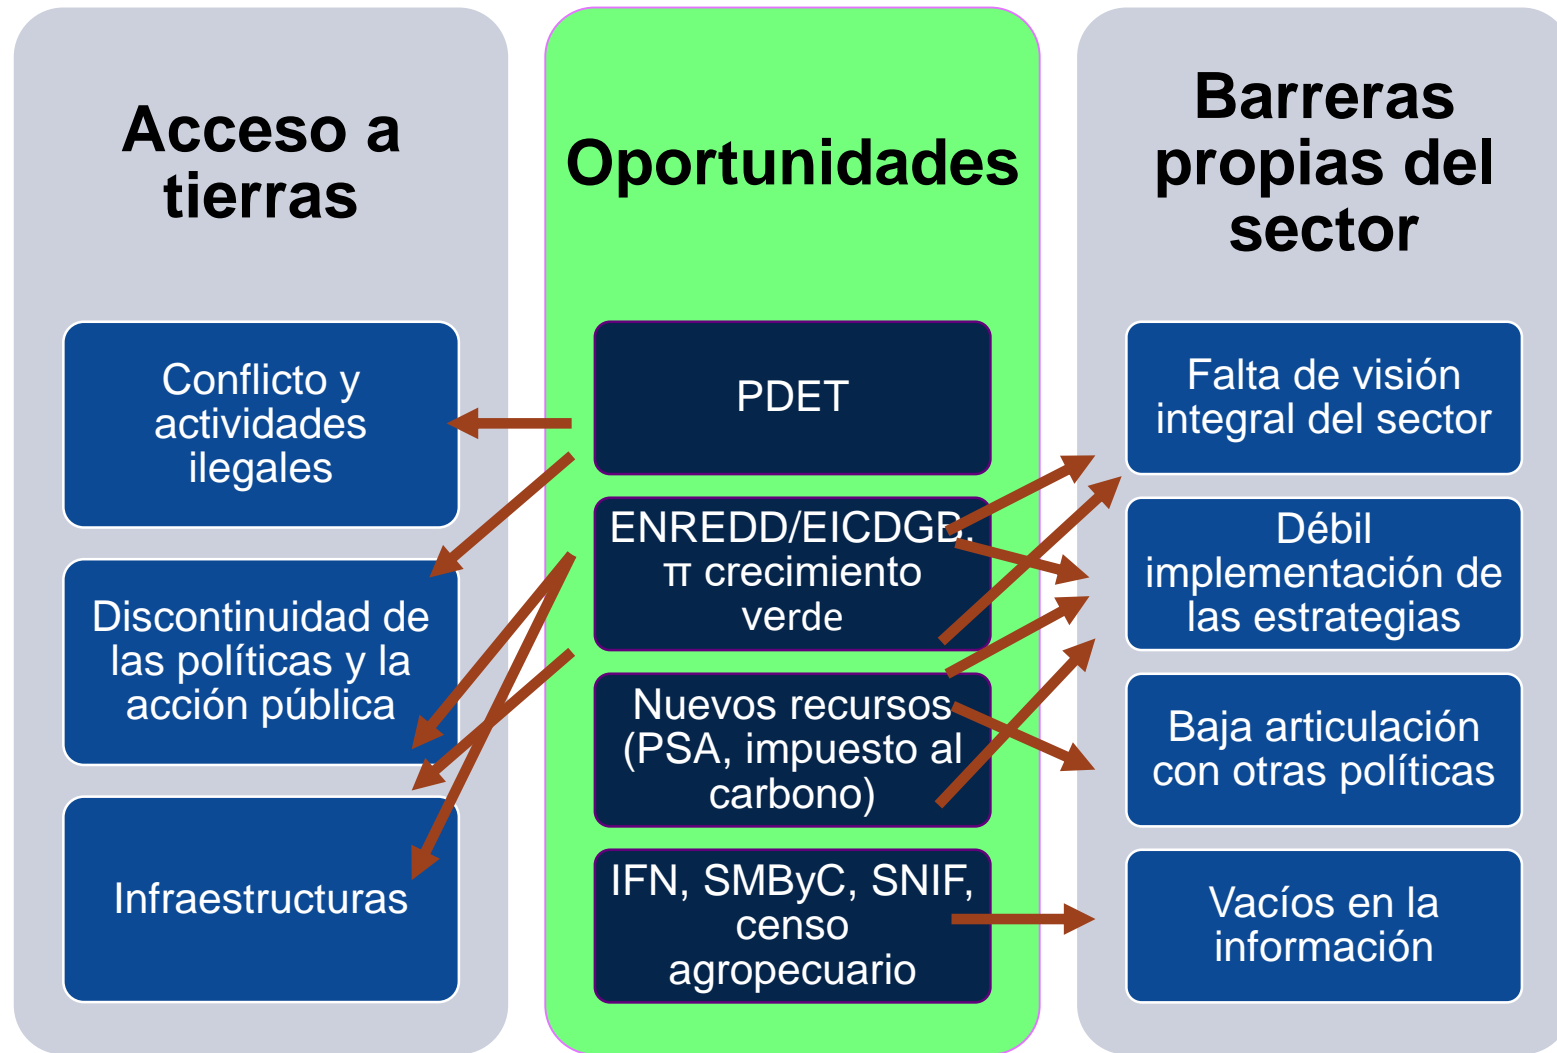 Acceso a
tierras
Conflicto y
actividades
ilegales
Discontinuidad de
las políticas y la
acción pública
Infraestructuras
Oportunidades
PDET
ENREDD/EICDGB.
π crecimiento
verde
Nuevos recursos
(PSA, impuesto al
carbono)
IFN, SMByC, SNIF,
censo
agropecuario
Barreras
propias del
sector
Falta de visión
integral del sector
Débil
implementación de
las estrategias
Baja articulación
con otras políticas
Vacíos en la
información